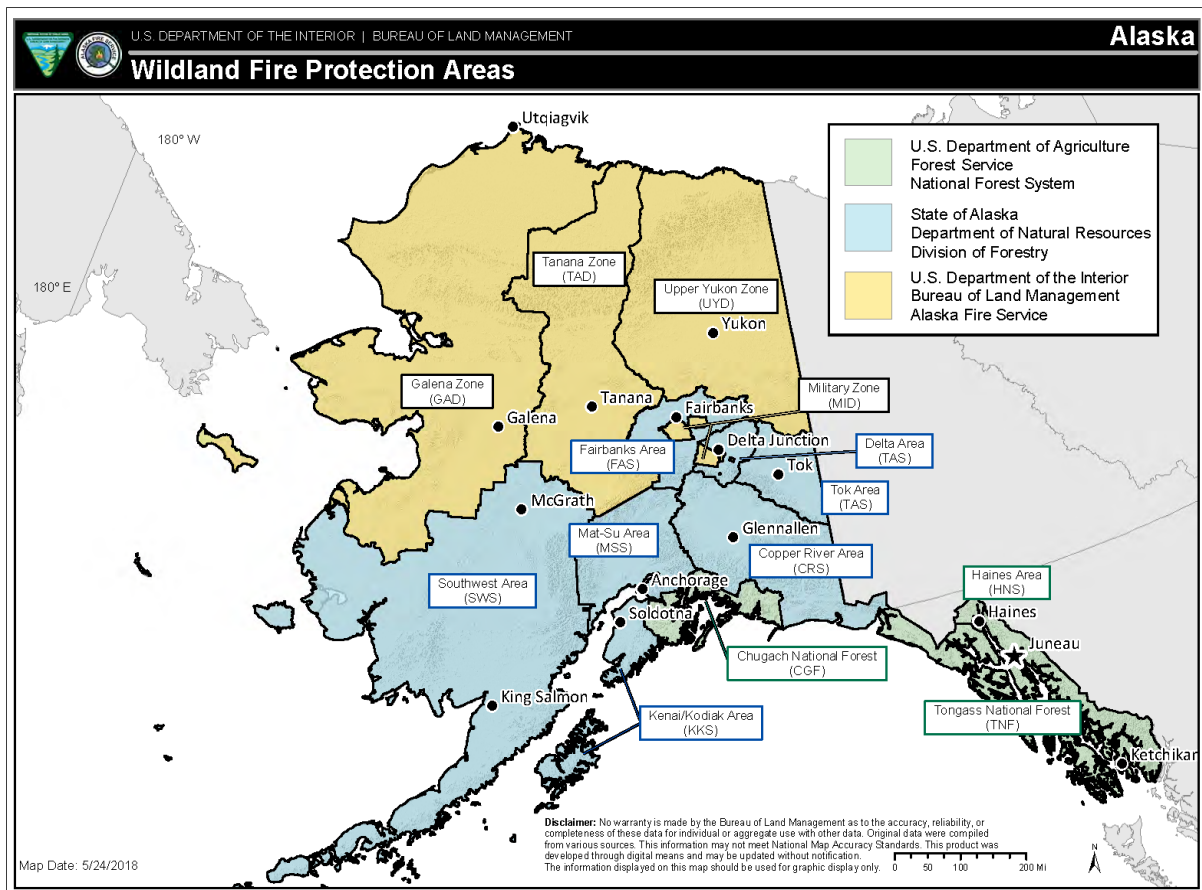 U.S. DEPARTMENT OF THE INTERIOR | BUREAU OF LAND MANAGEMENT
Alaska
Wildland Fire Protection Areas
Utqiagvik
180° W
U.S. Department of Agriculture
Forest Service
National Forest System
State of Alaska
Department of Natural Resources
Division of Forestry
U.S. Department of the Interior
Bureau of Land Management
Alaska Fire Service
180° E
Tanana Zone
(TAD)
Upper Yukon Zone
(UYD)
Yukon
Galena Zone
(GAD)
Military Zone
(MID)
Tanana
Fairbanks
Galena
Fairbanks Area
(FAS)
Delta Junction
Delta Area
(TAS)
Tok
Tok Area
(TAS)
McGrath
Mat-Su Area
(MSS)
Glennallen
Copper River Area
(CRS)
Southwest Area
(SWS)
Anchorage
Haines Area
(HNS)
Haines
Soldotna
Juneau
Chugach National Forest
(CGF)
King Salmon
Kenai/Kodiak Area
(KKS)
Tongass National Forest
(TNF)
Ketchikan
Disclaimer: No warranty is made by the Bureau of Land Management as to the accuracy, reliability, or
completeness of these data for individual or aggregate use with other data. Original data were compiled
from various sources. This information may not meet National Map Accuracy Standards. This product was
developed through digital means and may be updated without notification.
The information displayed on this map should be used for graphic display only.
0 50 100 200 Mi
N
Map Date: 5/24/2018